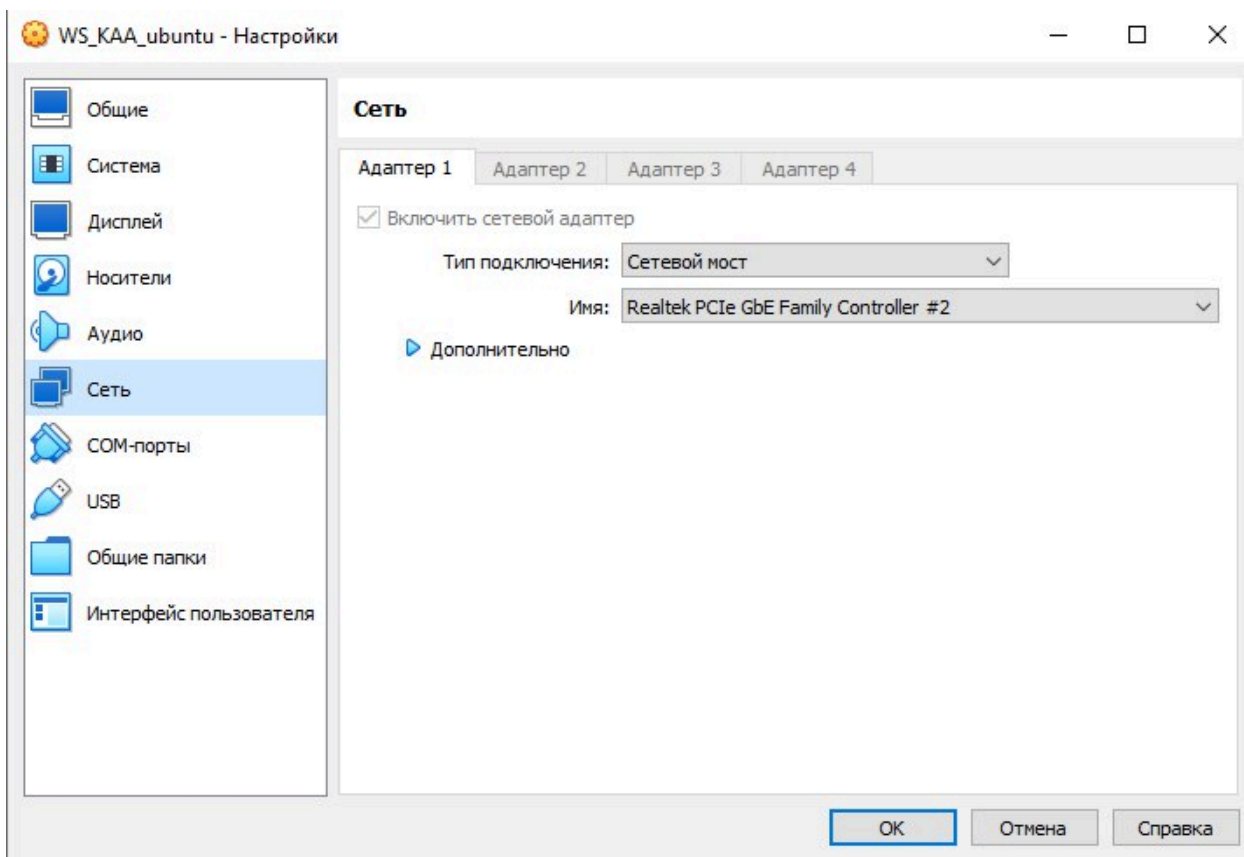 WS_KAA_ubuntu - Настройки
Общие
Система
Дисплей
Носители
Аудио
Сеть
COM-порты
USB
Общие папки
Интерфейс пользователя
Сеть
Адаптер 1 Адаптер 2 Адаптер 3 Адаптер 4
Включить сетевой адаптер
Тип подключения: Сетевой мост
Имя: Realtek PCIe GbE Family Controller #2
Дополнительно
OK Отмена Справка